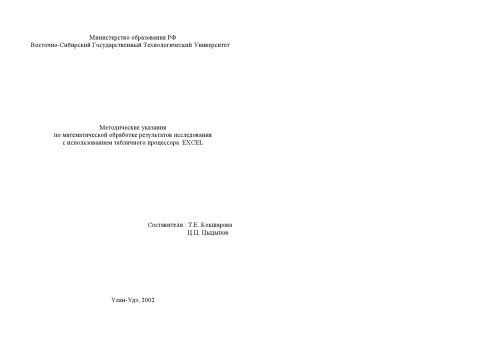 Министерство образования РФ
Восточно-Сибирский Государственный Технологический Университет
Методические указания
по математической обработке результатов исследования
с использованием табличного процессора EXCEL
Составители : Т.Е. Кокшарова
Ц.Ц. Цыдыпов
Улан-Удэ, 2002